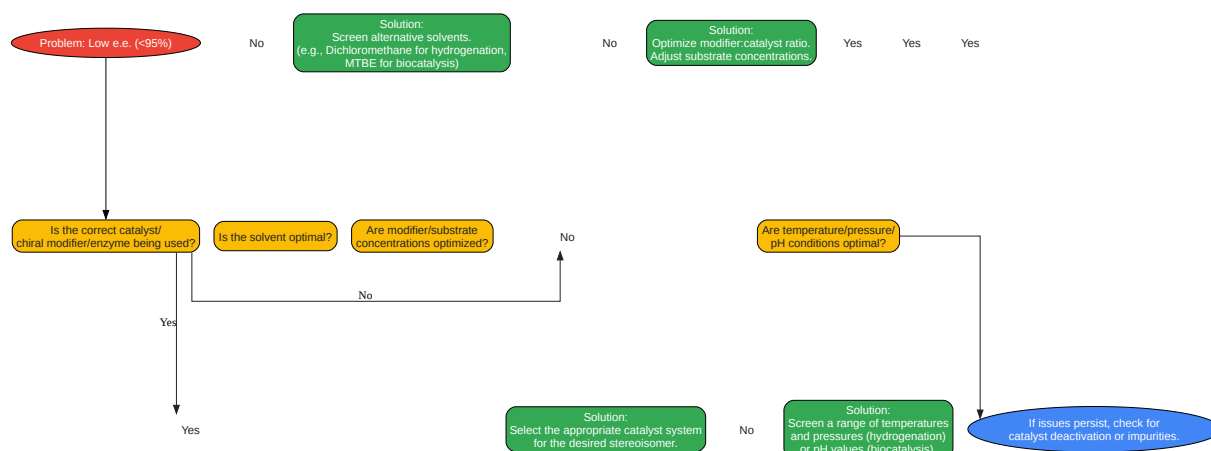 Problem: Low e.e. (<95%)
No
Solution:
Screen alternative solvents.
(e.g., Dichloromethane for hydrogenation,
MTBE for biocatalysis)
No
Solution:
Optimize modifier:catalyst ratio.
Adjust substrate concentrations.
Yes
Yes
Yes
Is the correct catalyst/
chiral modifier/enzyme being used?
Is the solvent optimal?
Are modifier/substrate
concentrations optimized?
No
Are temperature/pressure/
pH conditions optimal?
No
Yes
Yes
Solution:
Select the appropriate catalyst system
for the desired stereoisomer.
No
Solution:
Screen a range of temperatures
and pressures (hydrogenation)
or pH values (biocatalysis).
If issues persist, check for
catalyst deactivation or impurities.